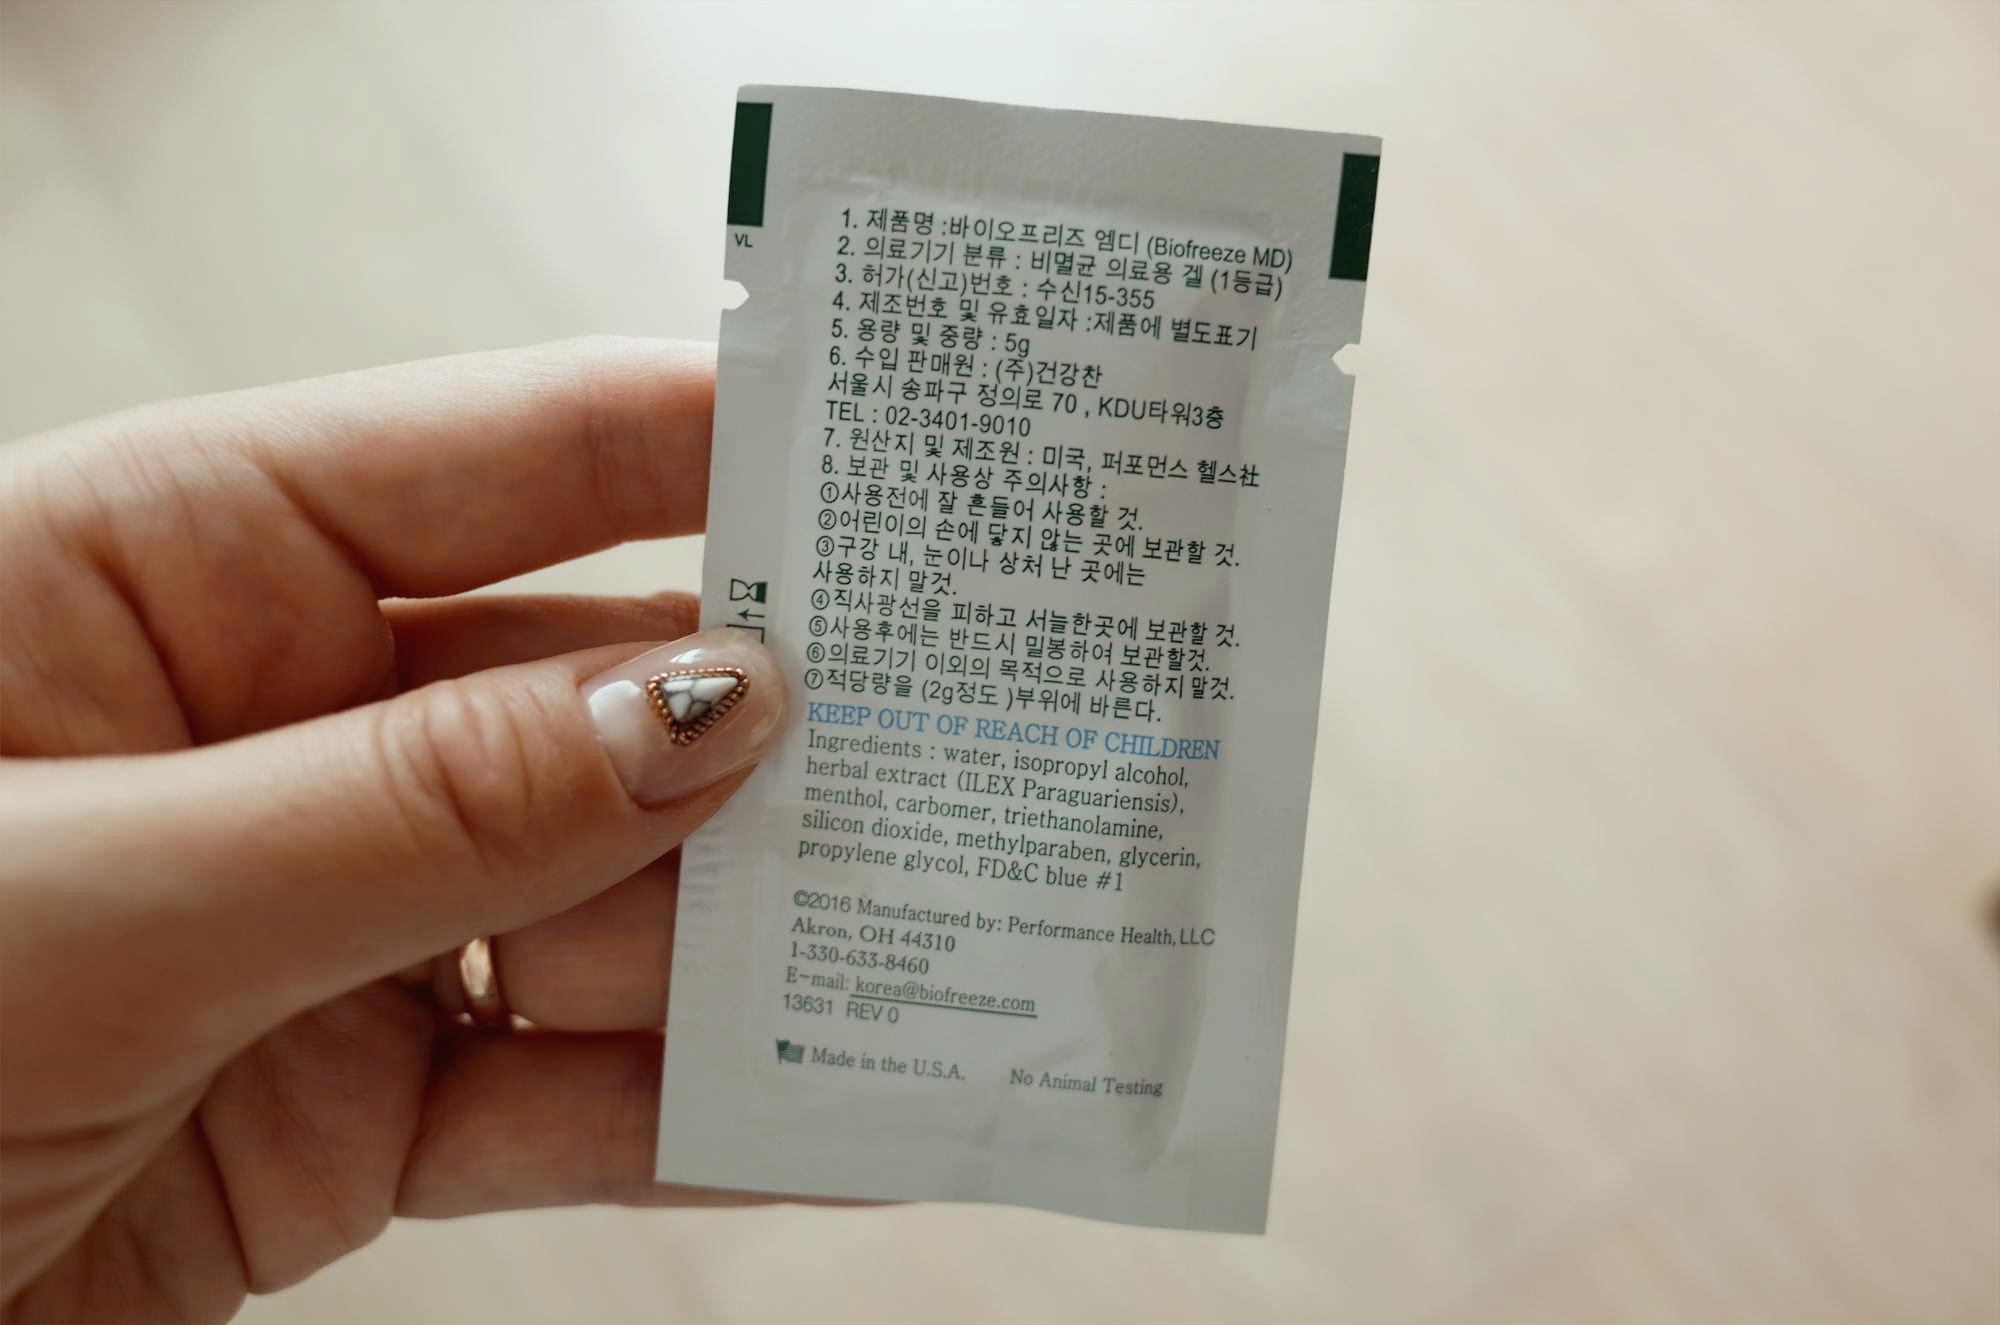 VL
1. 제품명 :바이오프리즈 엠디 (Biofreeze MD)
2. 의료기기 분류 : 비멸균 의료용 겔 (1등급)
3. 허가(신고)번호 : 수신15-355
4. 제조번호 및 유효일자 :제품에 별도표기
5. 용량 및 중량 : 5g
6. 수입 판매원 : (주)건강찬
서울시 송파구 정의로 70 , KDU타워3층
TEL : 02-3401-9010
7. 원산지 및 제조원 : 미국, 퍼포먼스 헬스社
8. 보관 및 사용상 주의사항 :
①사용전에 잘 흔들어 사용할 것.
②어린이의 손에 닿지 않는 곳에 보관할 것.
③구강 내, 눈이나 상처 난 곳에는
사용하지 말것.
④직사광선을 피하고 서늘한곳에 보관할 것.
⑤사용후에는 반드시 밀봉하여 보관할것.
⑥의료기기 이외의 목적으로 사용하지 말것.
⑦적당량을 (2g정도 )부위에 바른다.
KEEP OUT OF REACH OF CHILDREN
Ingredients : water, isopropyl alcohol,
herbal extract (ILEX Paraguariensis),
menthol, carbomer, triethanolamine,
silicon dioxide, methylparaben, glycerin,
propylene glycol, FD&C blue #1
©2016 Manufactured by: Performance Health, LLC
Akron, OH 44310
1-330-633-8460
E-mail: korea@biofreeze.com
13631 REV 0
Made in the U.S.A. No Animal Testing